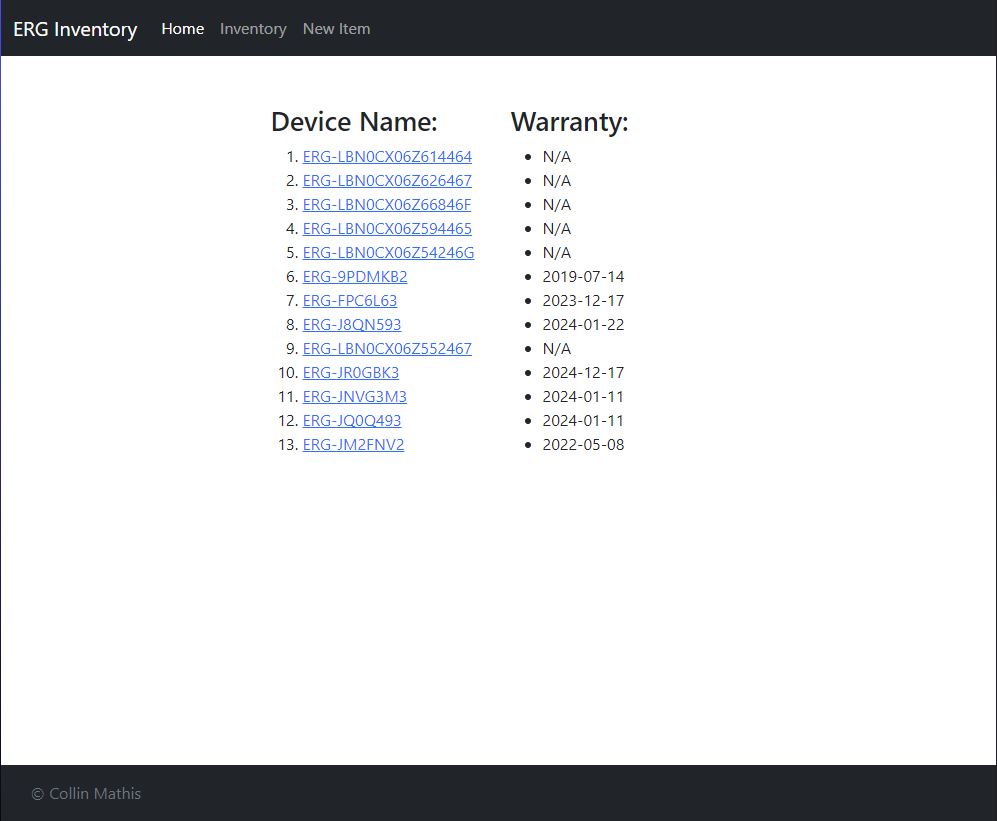 ERG Inventory Home Inventory New Item
Device Name: Warranty:
1. ERG-LBN0CX06Z614464 • N/A
2. ERG-LBN0CX06Z626467 • N/A
3. ERG-LBN0CX06Z66846F • N/A
4. ERG-LBN0CX06Z594465 • N/A
5. ERG-LBN0CX06Z54246G • N/A
6. ERG-9PDMKB2 • 2019-07-14
7. ERG-FPC6L63 • 2023-12-17
8. ERG-J8QN593 • 2024-01-22
9. ERG-LBN0CX06Z552467 • N/A
10. ERG-JR0GBK3 • 2024-12-17
11. ERG-JNVG3M3 • 2024-01-11
12. ERG-JQ0Q493 • 2024-01-11
13. ERG-JM2FNV2 • 2022-05-08
© Collin Mathis